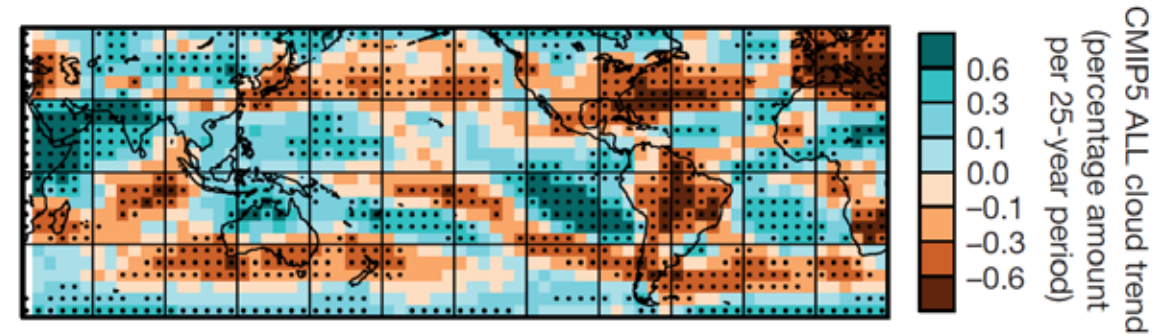 0.6
0.3
0.1
0.0
−0.1
−0.3
−0.6
CMIP5 ALL cloud trend
(percentage amount
per 25-year period)